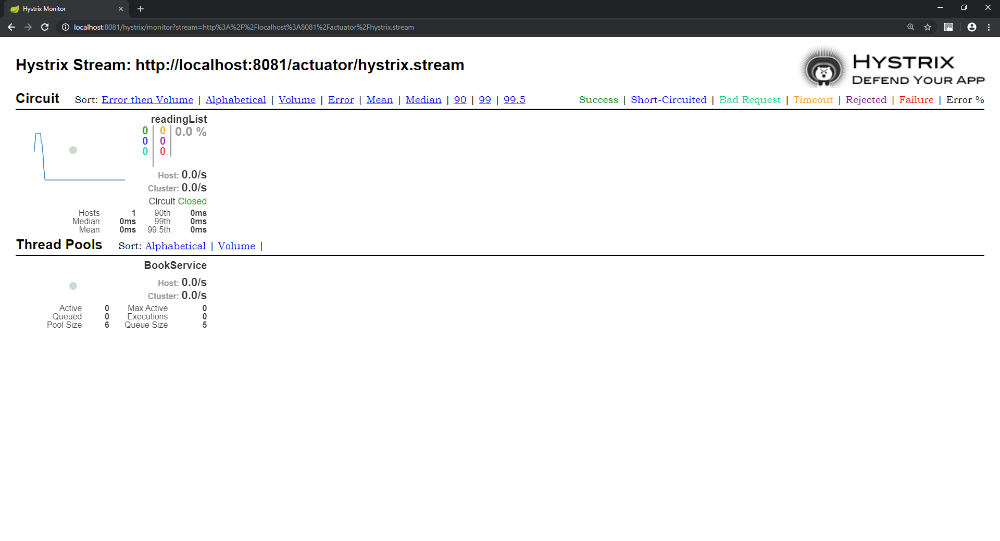 Hystrix Monitor
localhost:8081/hystrix/monitor?stream=http%3A%2F%2Flocalhost%3A8081%2Factuator%2Fhystrix.stream
Hystrix Stream: http://localhost:8081/actuator/hystrix.stream
HYSTRIX
DEFEND YOUR APP
Circuit Sort: Error then Volume | Alphabetical | Volume | Error | Mean | Median | 90 | 99 | 99.5 Success | Short-Circuited | Bad Request | Timeout | Rejected | Failure | Error %
readingList
0 0 0.0 %
0 0
0 0
Host: 0.0/s
Cluster: 0.0/s
Circuit Closed
Hosts 1 90th 0ms
Median 0ms 99th 0ms
Mean 0ms 99.5th 0ms
Thread Pools Sort: Alphabetical | Volume |
BookService
Host: 0.0/s
Cluster: 0.0/s
Active 0 Max Active 0
Queued 0 Executions 0
Pool Size 6 Queue Size 5